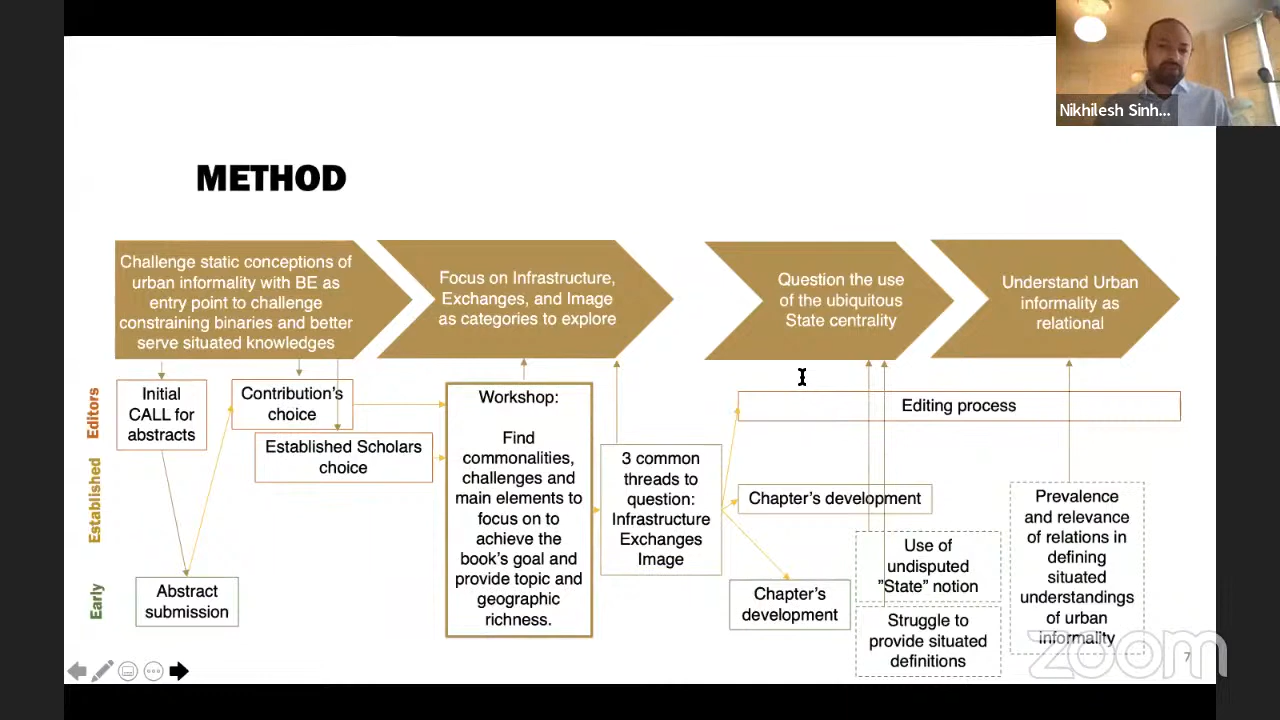 Nikhilesh Sinh...
METHOD
Challenge static conceptions of
urban informality with BE as
entry point to challenge
constraining binaries and better
serve situated knowledges
Focus on Infrastructure,
Exchanges, and Image
as categories to explore
Question the use
of the ubiquitous
State centrality
Understand Urban
informality as
relational
Editors
Established
Early
Initial
CALL for
abstracts
Contribution's
choice
Established Scholars
choice
Abstract
submission
Workshop:
Find
commonalities,
challenges and
main elements to
focus on to
achieve the
book's goal and
provide topic and
geographic
richness.
3 common
threads to
question:
Infrastructure
Exchanges
Image
Editing process
Chapter's development
Chapter's
development
Use of
undisputed
"State" notion
Struggle to
provide situated
definitions
Prevalence
and relevance
of relations in
defining
situated
understandings
of urban
informality
zoom
7